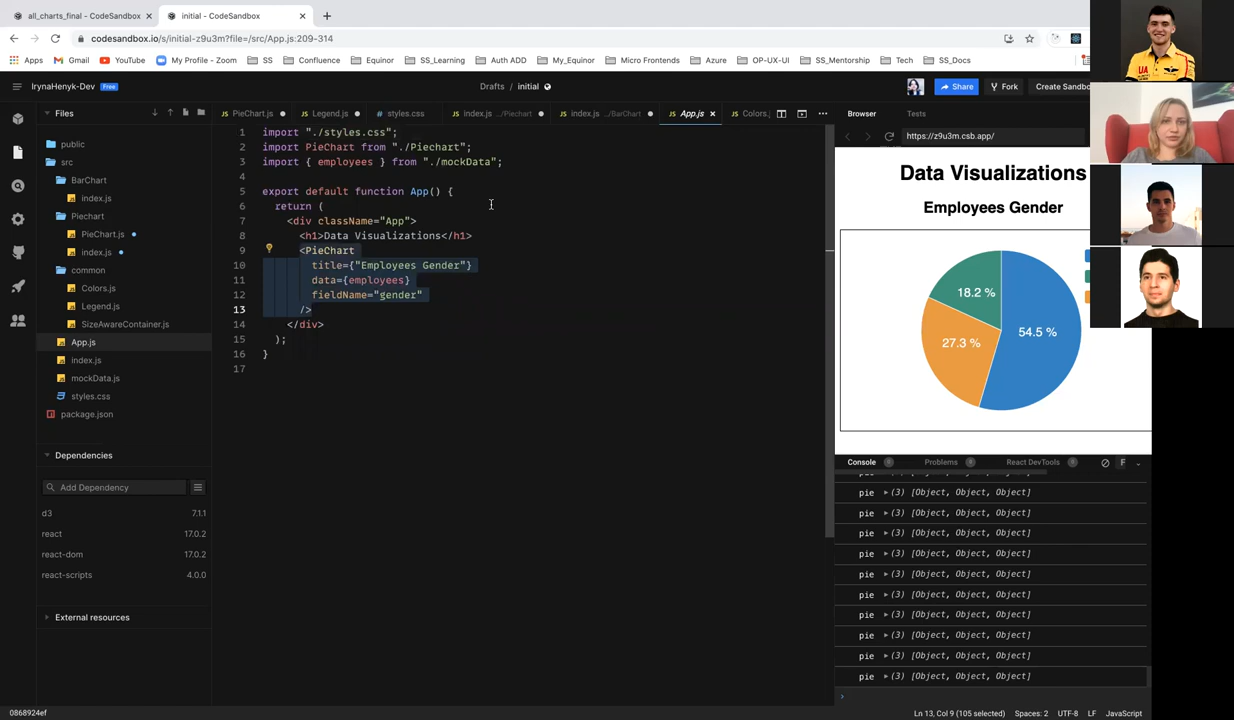 all_charts_final - CodeSandbox
initial - CodeSandbox
codesandbox.io/s/initial-z9u3m?file=/src/App.js:209-314
Apps
Gmail
YouTube
My Profile - Zoom
SS
Confluence
Equinor
SS_Learning
Auth ADD
My_Equinor
Micro Frontends
Azure
OP-UX-UI
SS_Mentorship
Tech
SS_Docs
IrynaHenyk-Dev
Free
Drafts / initial
Share
Fork
Create Sandbo
Files
PieChart.js
Legend.js
styles.css
index.js .../Piechart
index.js .../BarChart
App.js
Colors.j
Browser
Tests
https://z9u3m.csb.app/
public
src
BarChart
index.js
Piechart
PieChart.js
index.js
common
Colors.js
Legend.js
SizeAwareContainer.js
App.js
index.js
mockData.js
styles.css
package.json
Dependencies
Add Dependency
d3 7.1.1
react 17.0.2
react-dom 17.0.2
react-scripts 4.0.0
External resources
1 import "./styles.css";
2 import PieChart from "./Piechart";
3 import { employees } from "./mockData";
4
5 export default function App() {
6 return (
7 <div className="App">
8 <h1>Data Visualizations</h1>
9 <PieChart
10 title={"Employees Gender"}
11 data={employees}
12 fieldName="gender"
13 />
14 </div>
15 );
16 }
17
Data Visualizations
Employees Gender
18.2 %
54.5 %
27.3 %
UA
Console
Problems
React DevTools
F
pie
pie (3) [Object, Object, Object]
pie (3) [Object, Object, Object]
pie (3) [Object, Object, Object]
pie (3) [Object, Object, Object]
pie (3) [Object, Object, Object]
pie (3) [Object, Object, Object]
pie (3) [Object, Object, Object]
pie (3) [Object, Object, Object]
pie (3) [Object, Object, Object]
pie (3) [Object, Object, Object]
0868924ef
Ln 13, Col 9 (105 selected)
Spaces: 2
UTF-8
LF
JavaScript